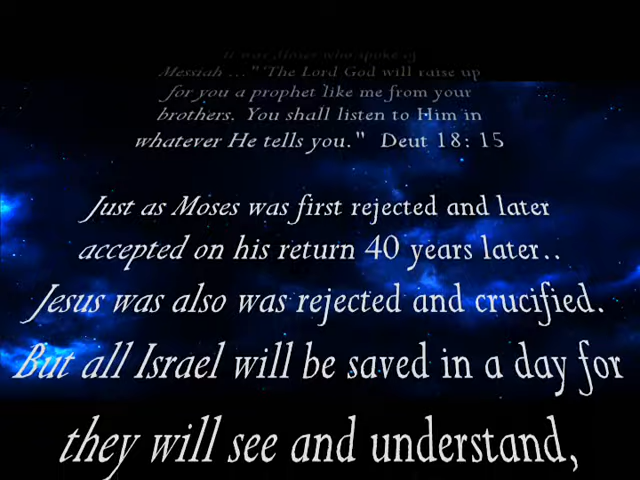 It was Moses who spoke of
Messiah ..." "The Lord God will raise up
for you a prophet like me from your
brothers. You shall listen to Him in
whatever He tells you."  Deut 18: 15
Just as Moses was first rejected and later
accepted on his return 40 years later..
Jesus was also was rejected and crucified.
But all Israel will be saved in a day for
they will see and understand,